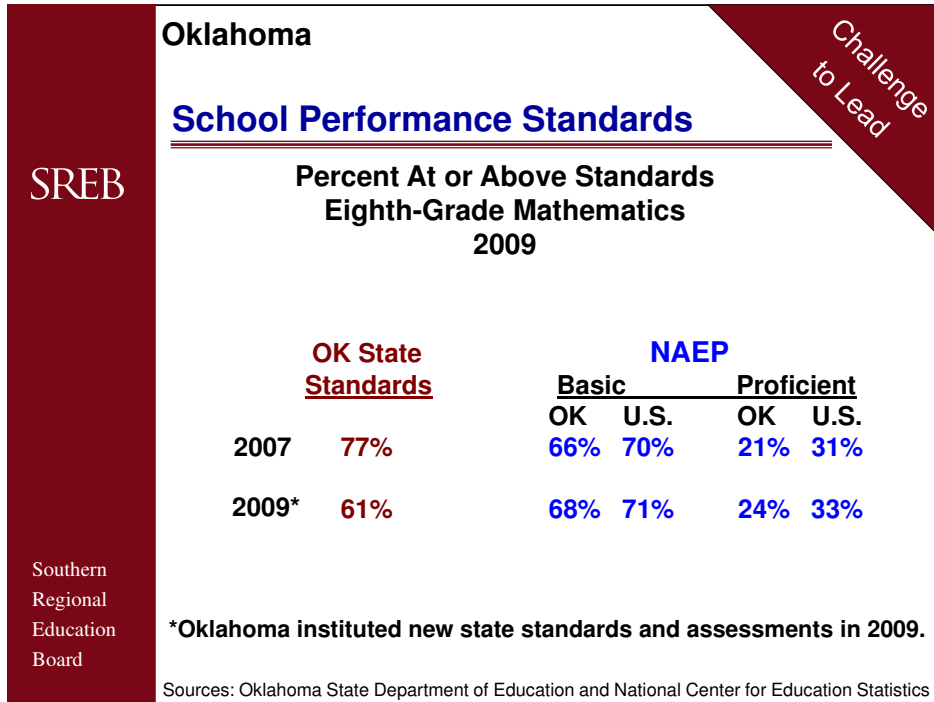 Oklahoma
Challenge
to Lead
School Performance Standards
SREB
Percent At or Above Standards
Eighth-Grade Mathematics
2009
OK State NAEP
Standards Basic Proficient
OK U.S. OK U.S.
2007 77% 66% 70% 21% 31%
2009* 61% 68% 71% 24% 33%
Southern
Regional
Education
Board
*Oklahoma instituted new state standards and assessments in 2009.
Sources: Oklahoma State Department of Education and National Center for Education Statistics